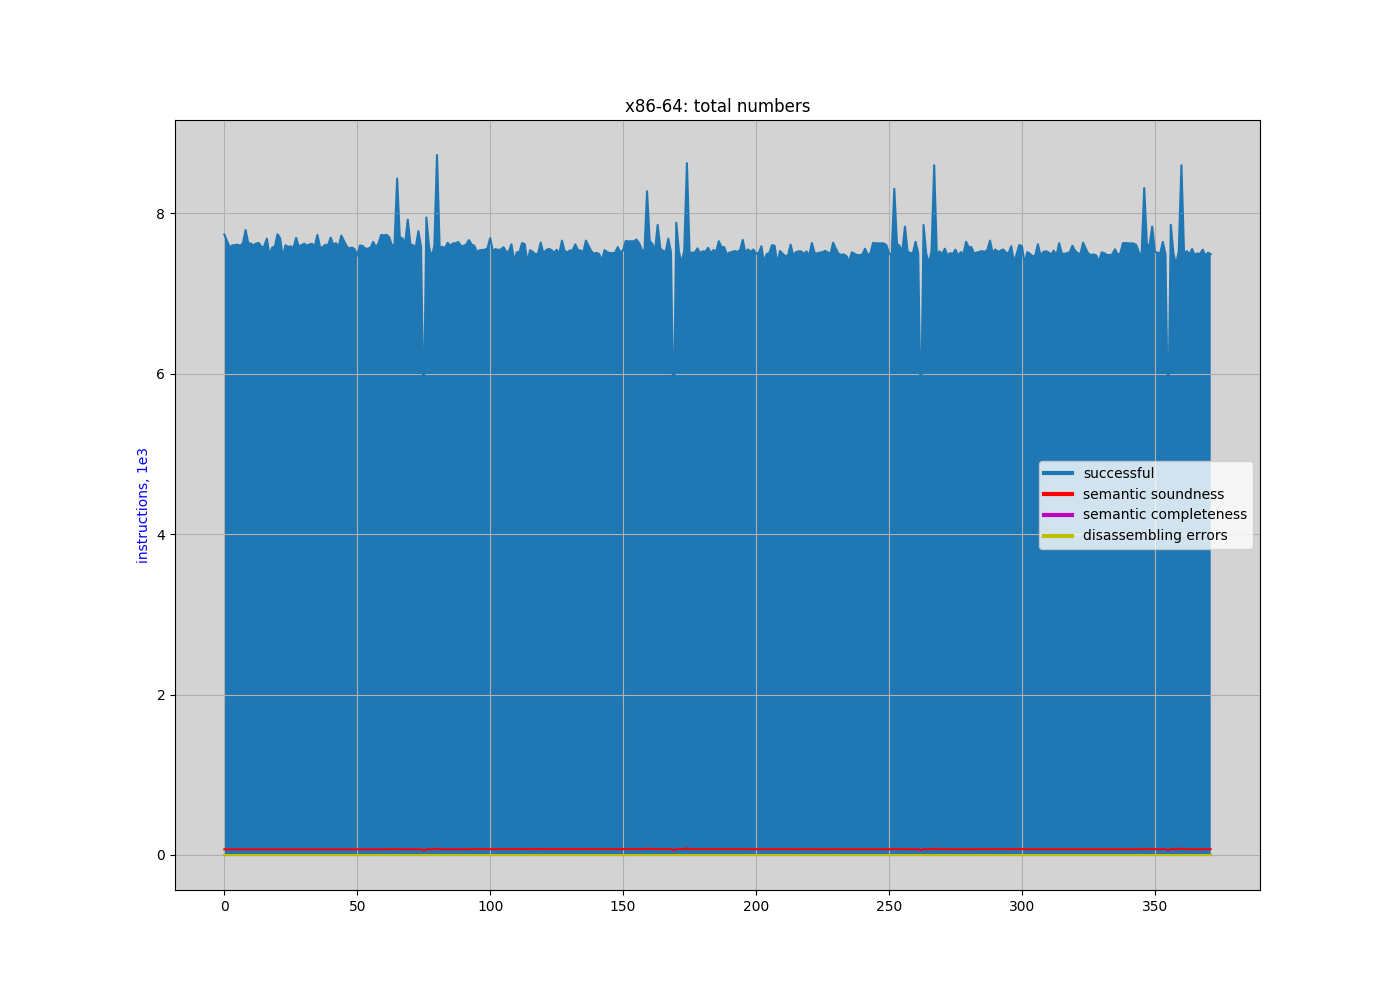 x86-64: total numbers
instructions, 1e3
8
6
4
2
0
successful
semantic soundness
semantic completeness
disassembling errors
0 50 100 150 200 250 300 350